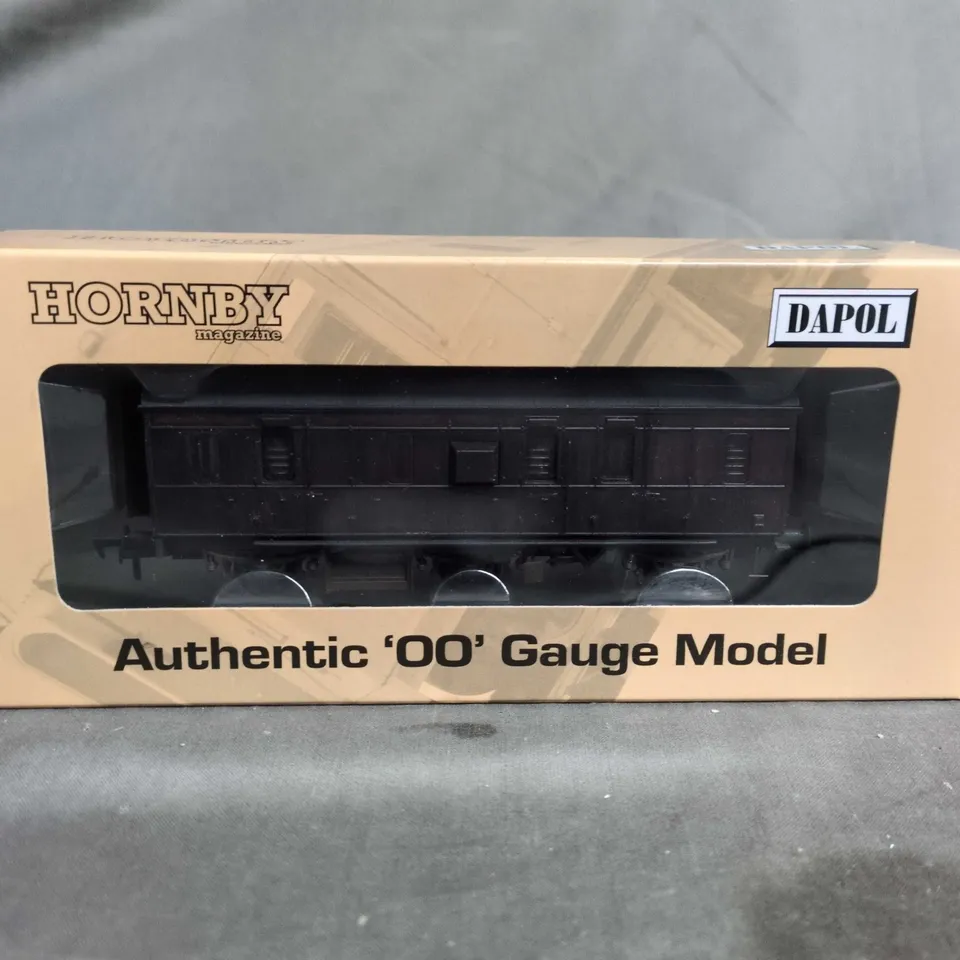 HORNBY
magazine
DAPOL
Authentic ‘OO’ Gauge Model